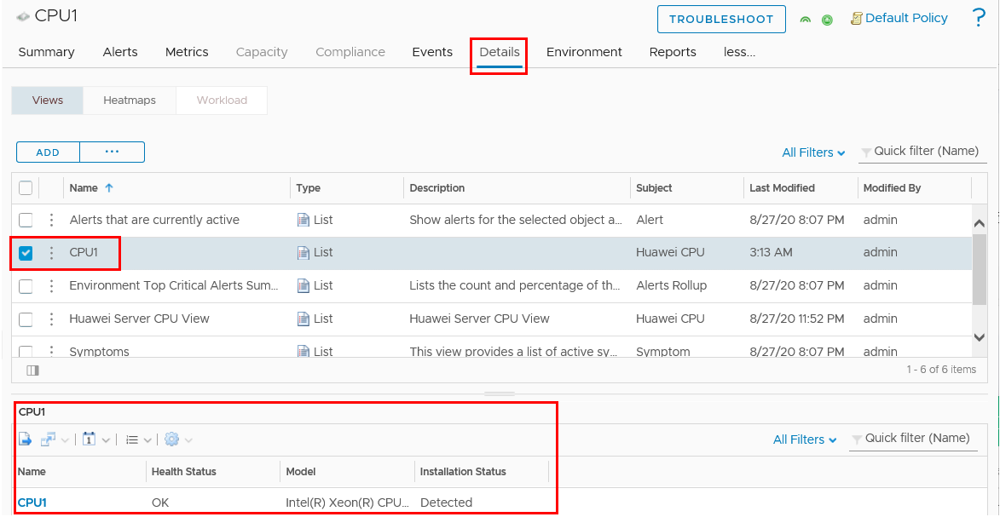 CPU1
TROUBLESHOOT
Default Policy
?
Summary Alerts Metrics Capacity Compliance Events Details Environment Reports less...
Views Heatmaps Workload
ADD ...
All Filters Quick filter (Name)
Name Type Description Subject Last Modified Modified By
Alerts that are currently active List Show alerts for the selected object a... Alert 8/27/20 8:07 PM admin
CPU1 List Huawei CPU 3:13 AM admin
Environment Top Critical Alerts Sum... List Lists the count and percentage of th... Alerts Rollup 8/27/20 8:07 PM admin
Huawei Server CPU View List Huawei Server CPU View Huawei CPU 8/27/20 11:52 PM admin
Symptoms List This view provides a list of active sy... Symptom 8/27/20 8:07 PM admin
1 - 6 of 6 items
CPU1
1
All Filters Quick filter (Name)
Name Health Status Model Installation Status
CPU1 OK Intel(R) Xeon(R) CPU... Detected